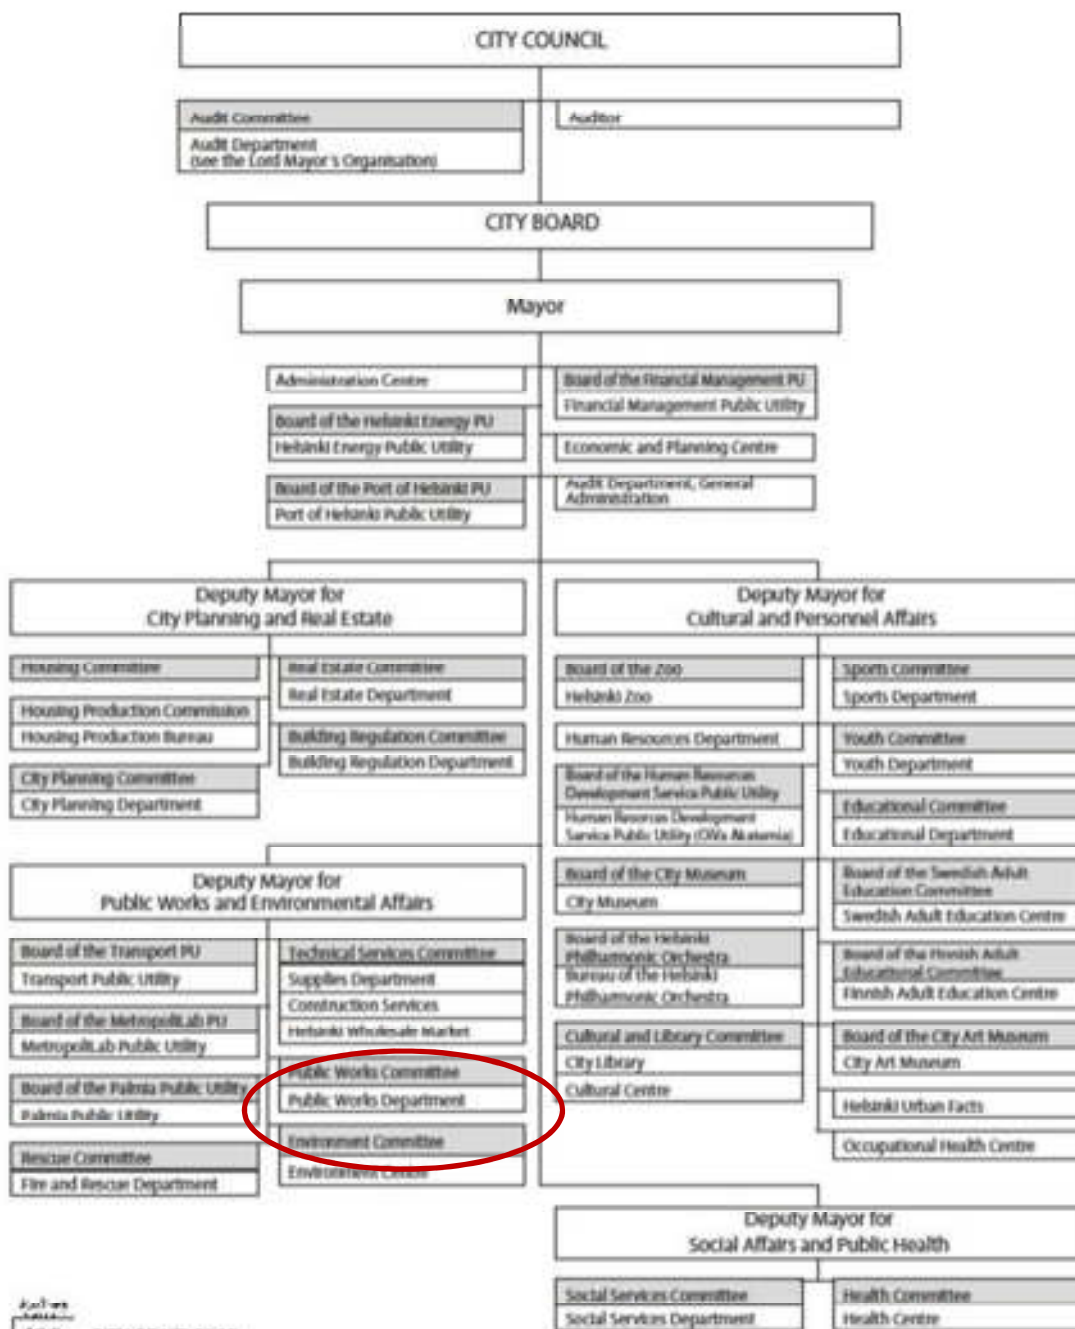 CITY COUNCIL
Audit Committee
Audit Department
(see the Lord Mayor's Organisation)
Auditor
CITY BOARD
Mayor
Administration Centre
Board of the Helsinki Energy PU
Helsinki Energy Public Utility
Board of the Port of Helsinki PU
Port of Helsinki Public Utility
Board of the Financial Management PU
Financial Management Public Utility
Economic and Planning Centre
Audit Department, General
Administration
Deputy Mayor for
City Planning and Real Estate
Housing Committee
Housing Production Commission
Housing Production Bureau
City Planning Committee
City Planning Department
Real Estate Committee
Real Estate Department
Building Regulation Committee
Building Regulation Department
Deputy Mayor for
Cultural and Personnel Affairs
Board of the Zoo
Helsinki Zoo
Human Resources Department
Board of the Human Resources
Development Service Public Utility
Human Resorces Development
Service Public Utility (Oiva Akatemia)
Board of the City Museum
City Museum
Board of the Helsinki
Philharmonic Orchestra
Bureau of the Helsinki
Philharmonic Orchestra
Cultural and Library Committee
City Library
Cultural Centre
Sports Committee
Sports Department
Youth Committee
Youth Department
Educational Committee
Educational Department
Board of the Swedish Adult
Education Committee
Swedish Adult Education Centre
Board of the Finnish Adult
Educational Committee
Finnish Adult Education Centre
Board of the City Art Museum
City Art Museum
Helsinki Urban Facts
Occupational Health Centre
Deputy Mayor for
Public Works and Environmental Affairs
Board of the Transport PU
Transport Public Utility
Board of the MetropoliLab PU
MetropoliLab Public Utility
Board of the Palmia Public Utility
Palmia Public Utility
Rescue Committee
Fire and Rescue Department
Technical Services Committee
Supplies Department
Construction Services
Helsinki Wholesale Market
Public Works Committee
Public Works Department
Environment Committee
Environment Centre
Deputy Mayor for
Social Affairs and Public Health
Social Services Committee
Social Services Department
Health Committee
Health Centre